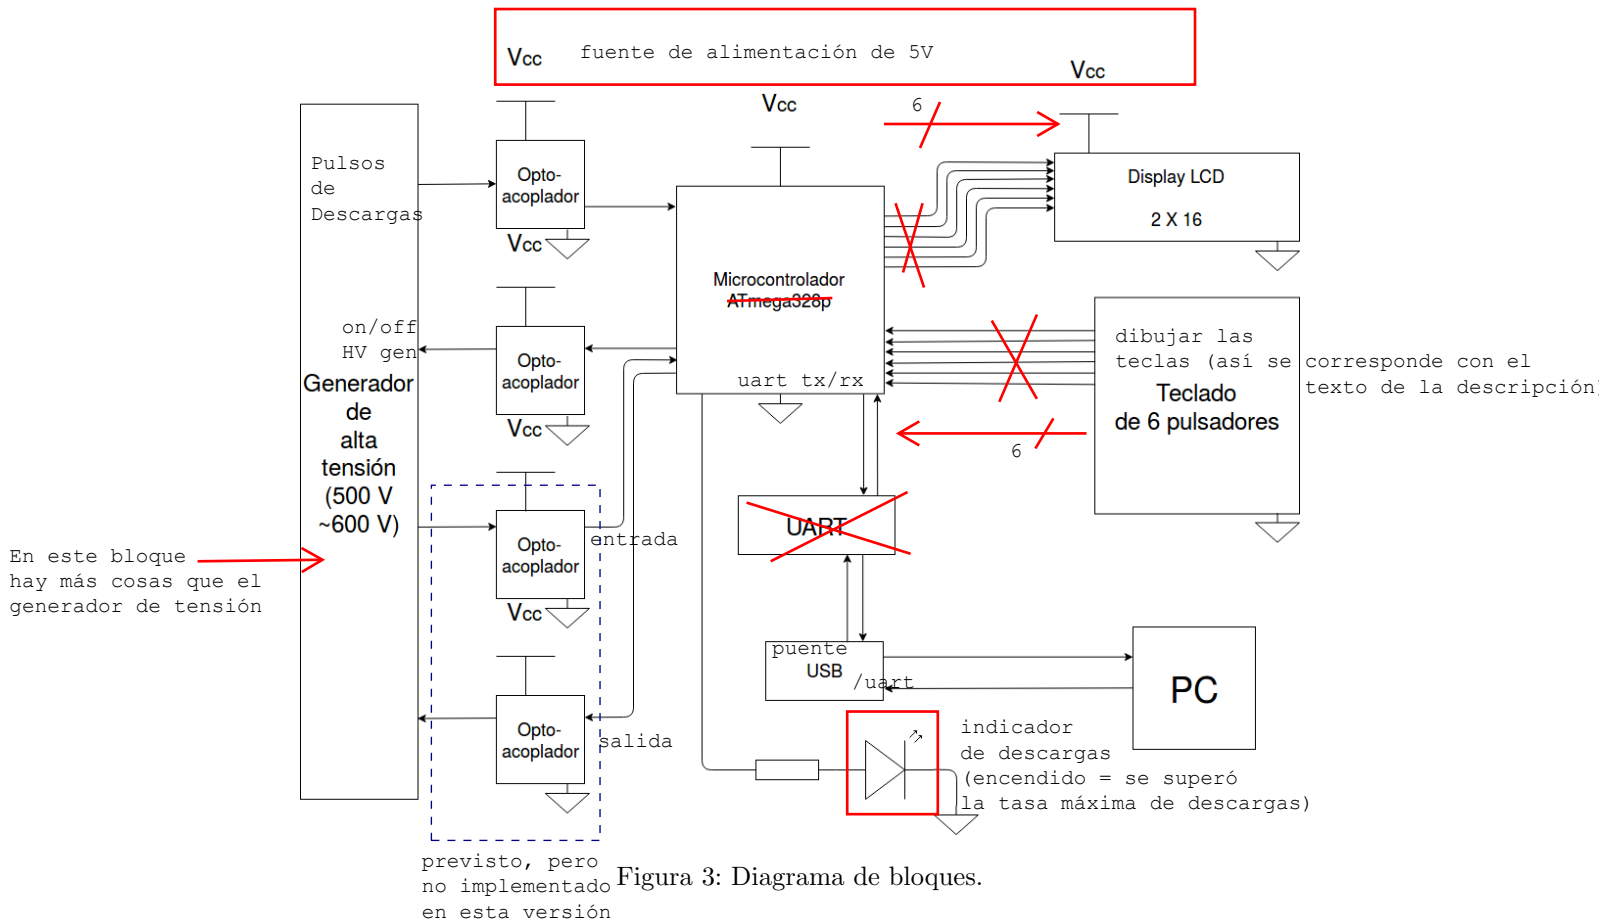 Vcc fuente de alimentación de 5V
Vcc
Vcc
6
Pulsos
de
Descargas
Opto-
acoplador
Display LCD
2 X 16
Vcc
Microcontrolador
ATmega328p
on/off
HV gen
Opto-
acoplador
uart tx/rx
Vcc
Generador
de
alta
tensión
(500 V
~600 V)
dibujar las
teclas (así se corresponde con el
texto de la descripción)
Teclado
de 6 pulsadores
6
Opto-
acoplador
entrada
Vcc
UART
En este bloque
hay más cosas que el
generador de tensión
puente
USB
/uart
PC
Opto-
acoplador
salida
indicador
de descargas
(encendido = se superó
la tasa máxima de descargas)
previsto, pero
no implementado
en esta versión
Figura 3: Diagrama de bloques.